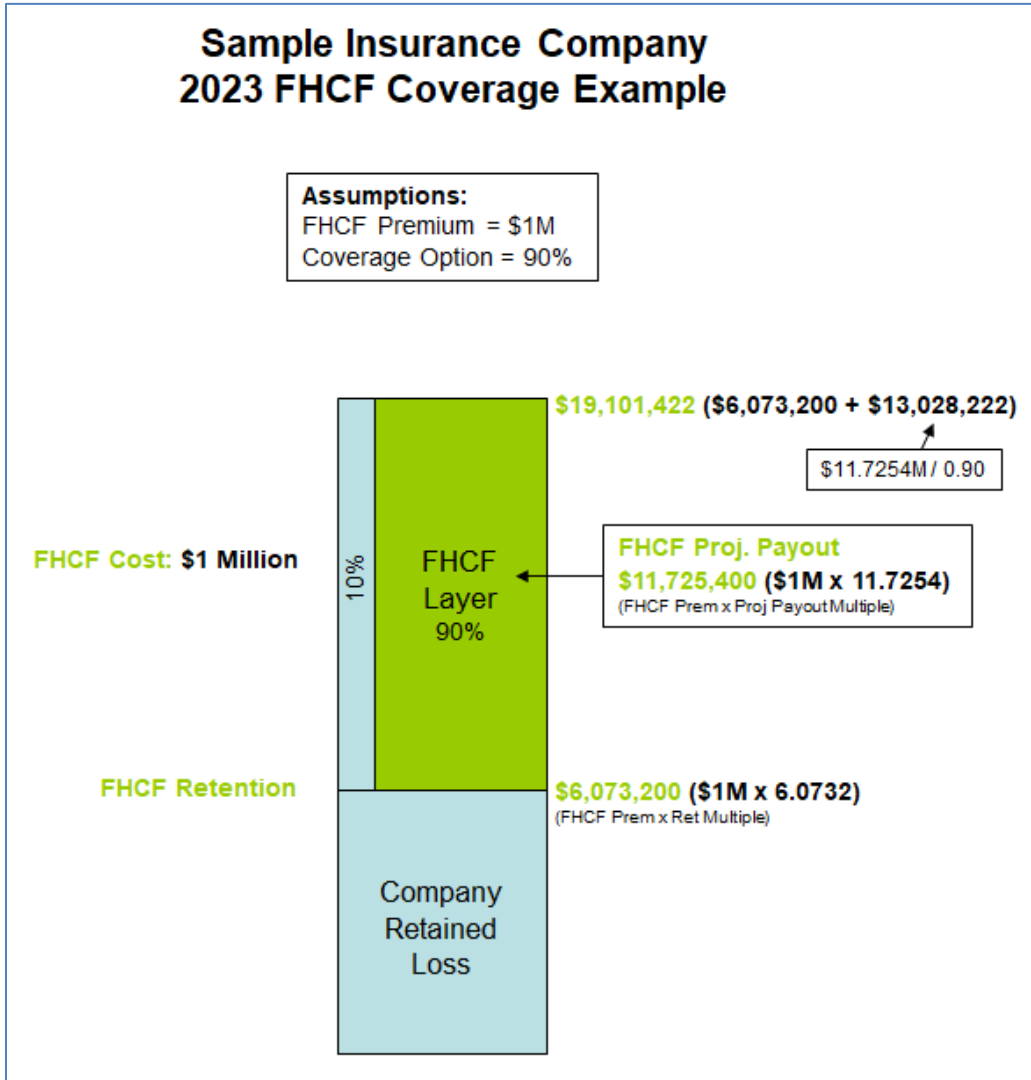 Sample Insurance Company
2023 FHCF Coverage Example
Assumptions:
FHCF Premium = $1M
Coverage Option = 90%
$19,101,422 ($6,073,200 + $13,028,222)
$11.7254M / 0.90
FHCF Cost: $1 Million
10%
FHCF
Layer
90%
FHCF Proj. Payout
$11,725,400 ($1M x 11.7254)
(FHCF Prem x Proj Payout Multiple)
FHCF Retention
$6,073,200 ($1M x 6.0732)
(FHCF Prem x Ret Multiple)
Company
Retained
Loss